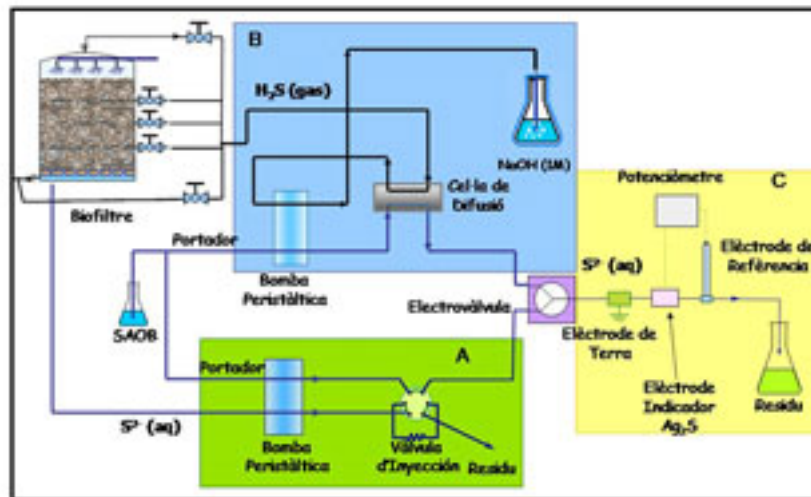 B
H₂S (gas)
NaOH (1M)
Biofiltre
Cel·la de
Difusió
Portador
Bomba
Peristàltica
SAOB
Potenciòmetre
C
Elèctrode de
Referència
S²⁻ (aq)
Electrovàlvula
Elèctrode de
Terra
Elèctrode
Indicador
Ag₂S
Residu
A
Portador
S²⁻ (aq)
Bomba
Peristàltica
Vàlvula
d'Inyecció
Residu